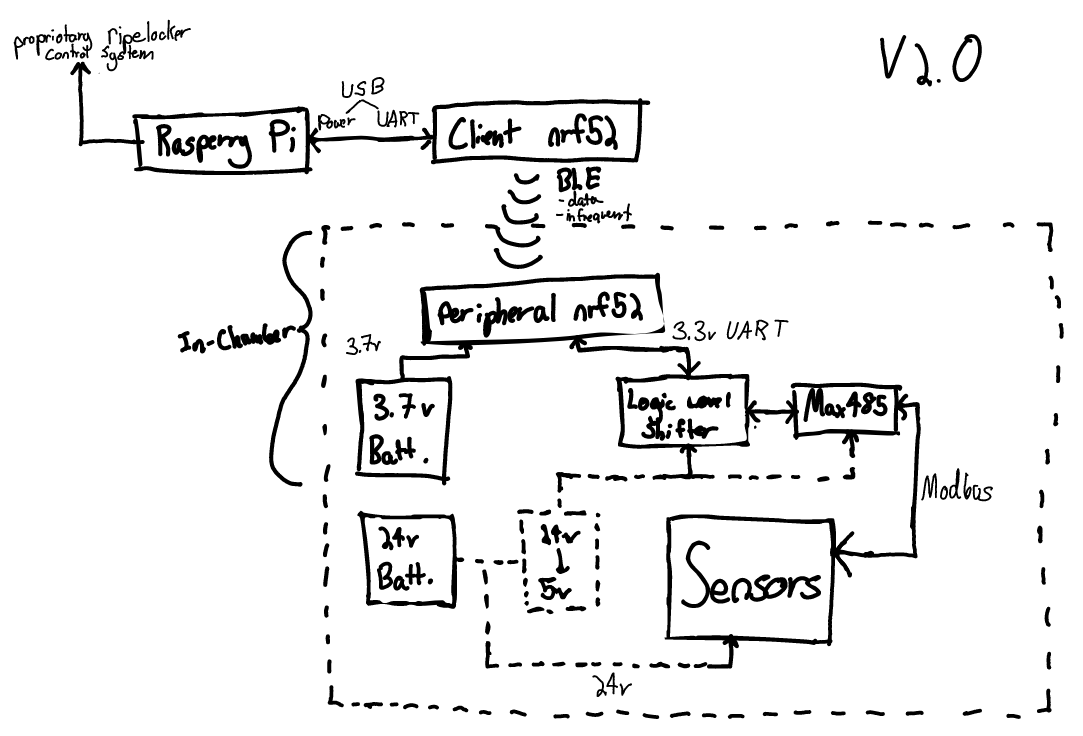 proprietary ripelocker
control system
V2.0
USB
Power UART
Rasperry Pi
Client nrf52
BLE
- data
- infrequent
In-Chamber
Peripheral nrf52
3.7v
3.3v UART
3.7v
Batt.
Logic Level
Shifter
Max485
Modbus
24v
Batt.
24v
5v
Sensors
24v